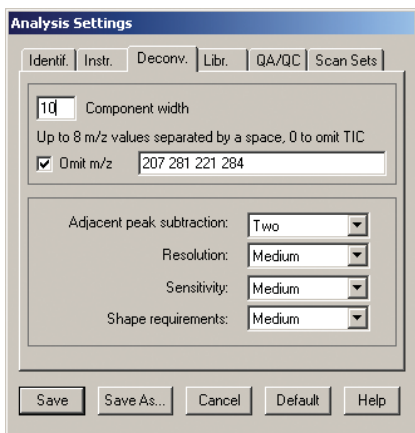 Analysis Settings
Identif. Instr. Deconv. Libr. QA/QC Scan Sets
10 Component width
Up to 8 m/z values separated by a space, 0 to omit TIC
Omit m/z 207 281 221 284
Adjacent peak subtraction: Two
Resolution: Medium
Sensitivity: Medium
Shape requirements: Medium
Save Save As... Cancel Default Help